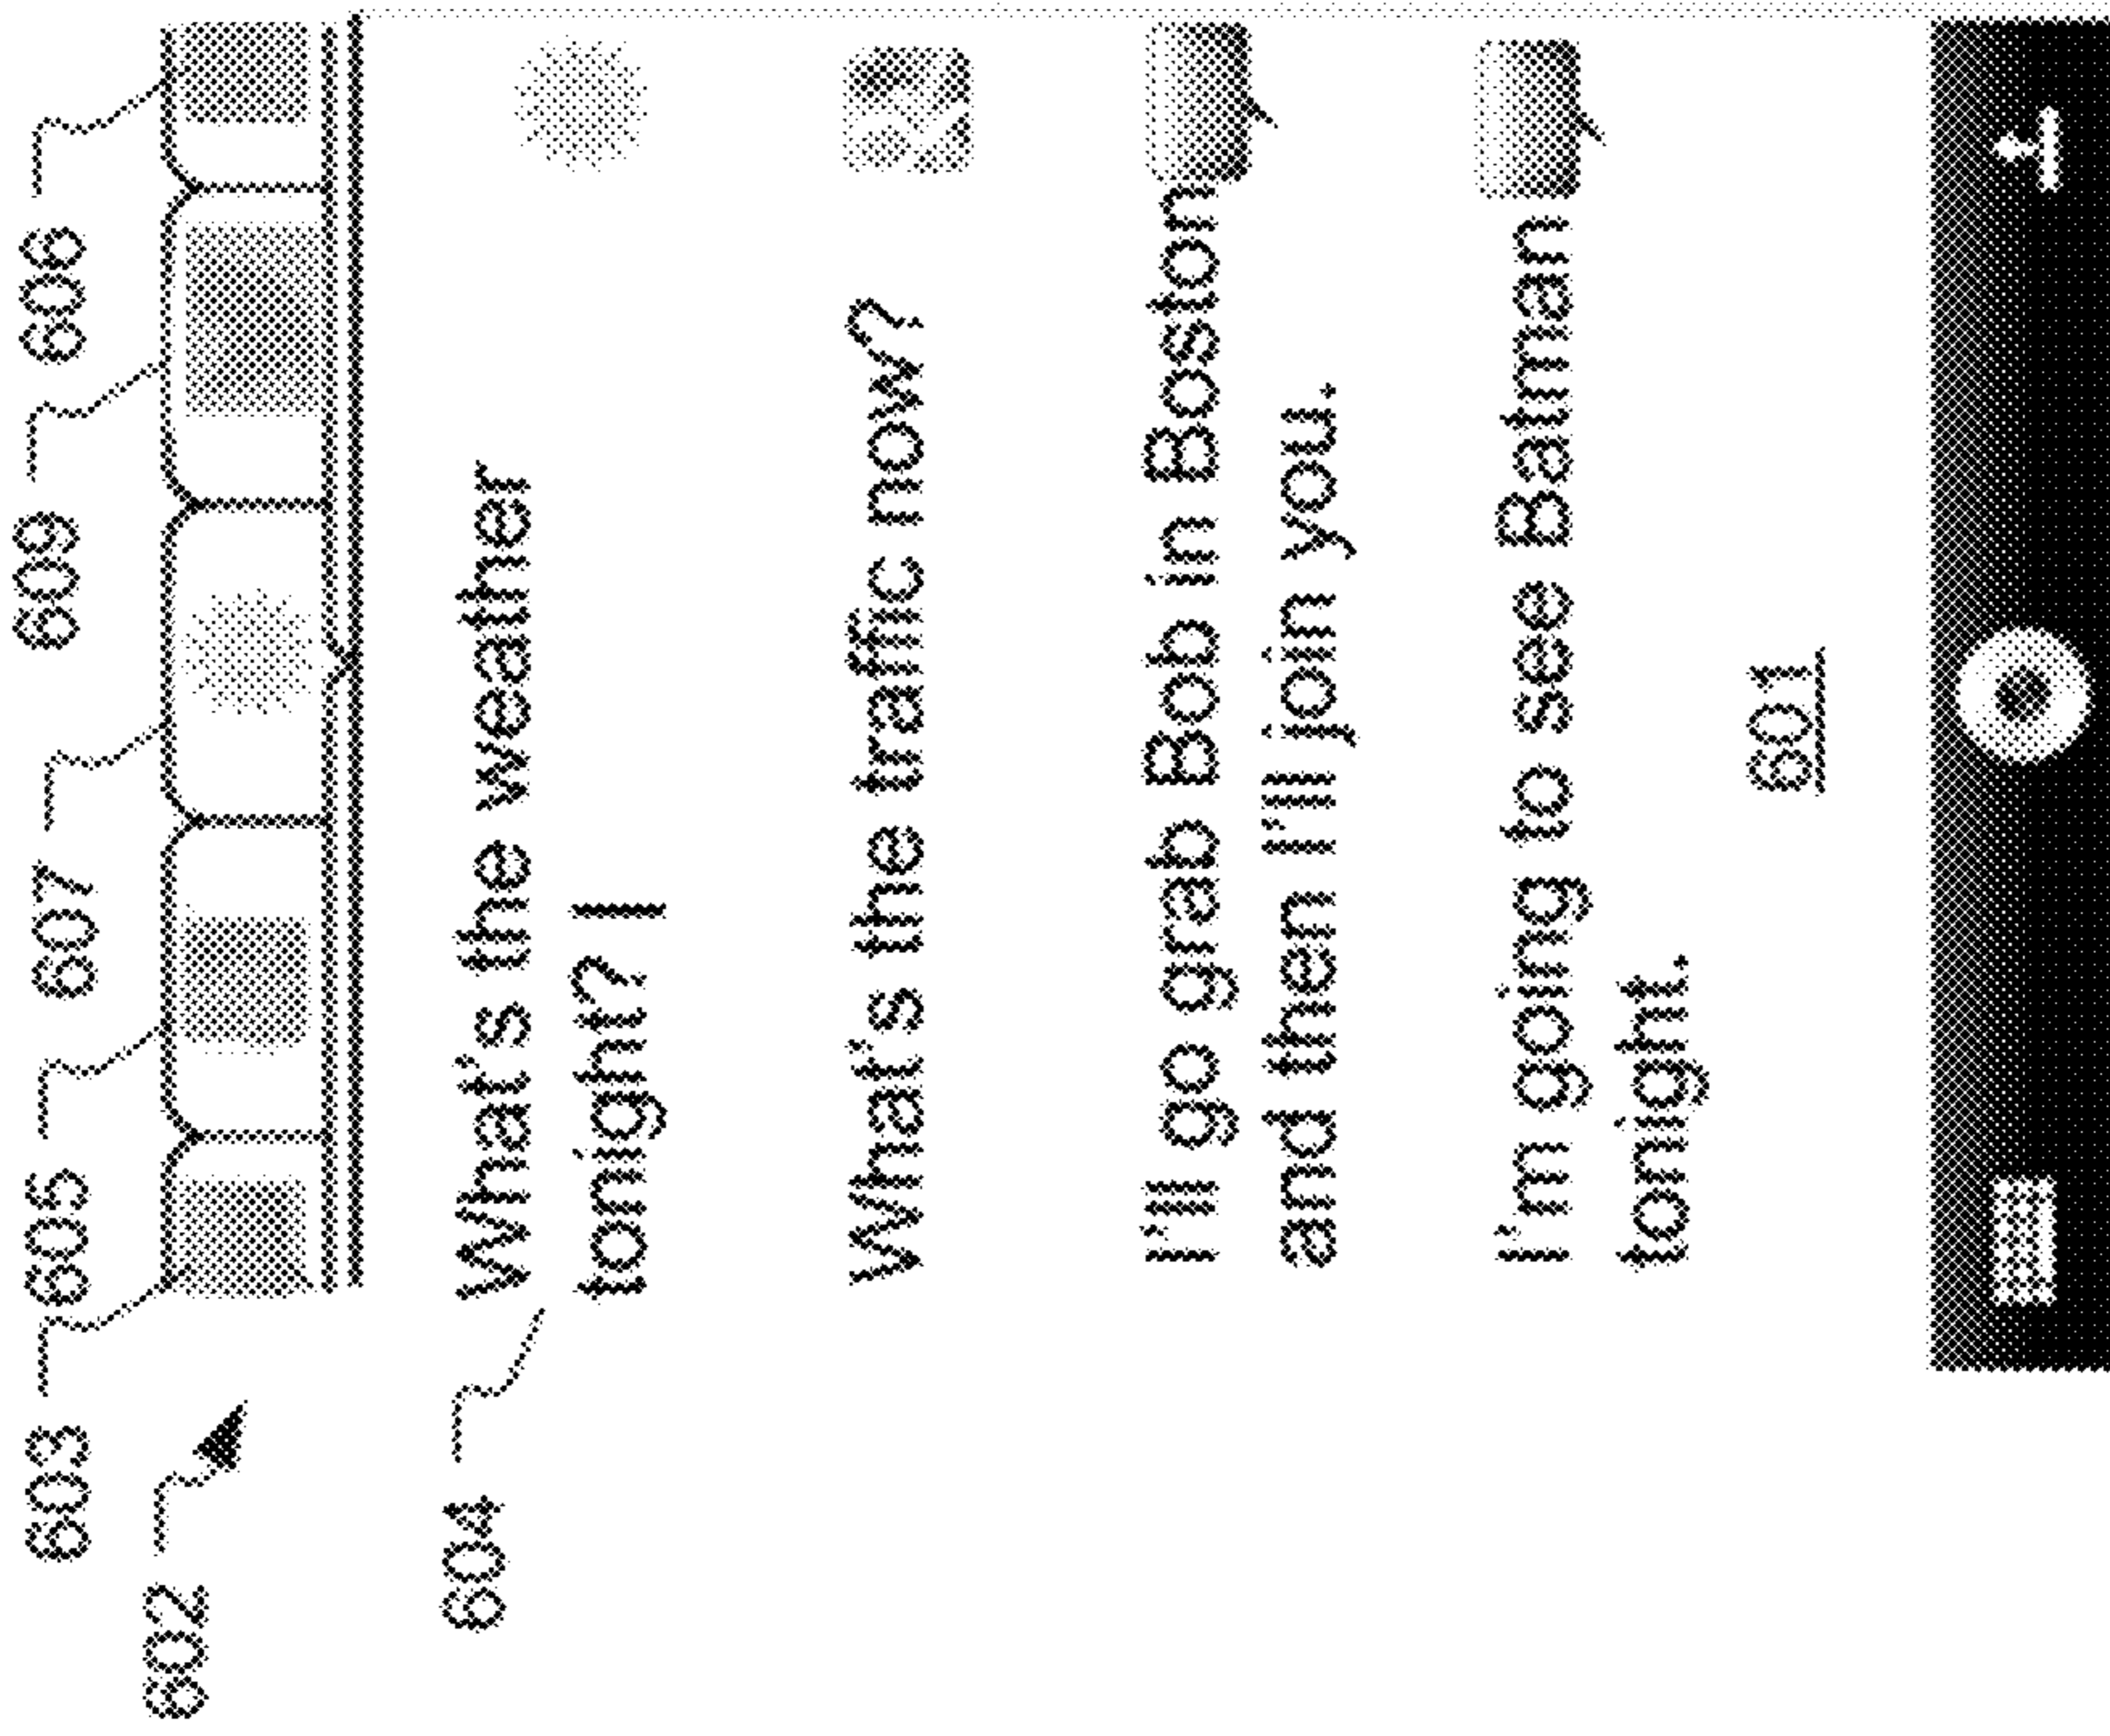 603
605
607
609
606
602
What's the weather
604
tonight? |
What's the traffic now?
I'll go grab Bob in Boston
and then I'll join you.
I'm going to see Batman
tonight.
601